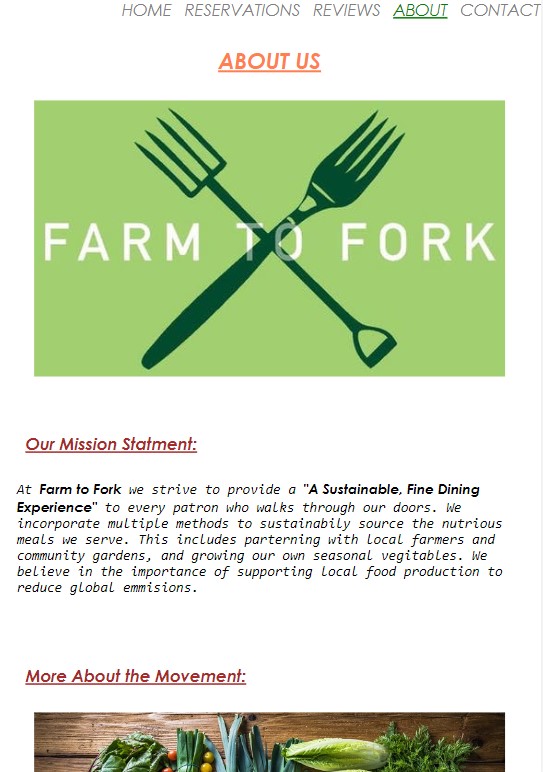 HOME RESERVATIONS REVIEWS ABOUT CONTACT
ABOUT US
FARM TO FORK
Our Mission Statment:
At Farm to Fork we strive to provide a "A Sustainable, Fine Dining
Experience" to every patron who walks through our doors. We
incorporate multiple methods to sustainabily source the nutrious
meals we serve. This includes parterning with local farmers and
community gardens, and growing our own seasonal vegitables. We
believe in the importance of supporting local food production to
reduce global emmisions.
More About the Movement: